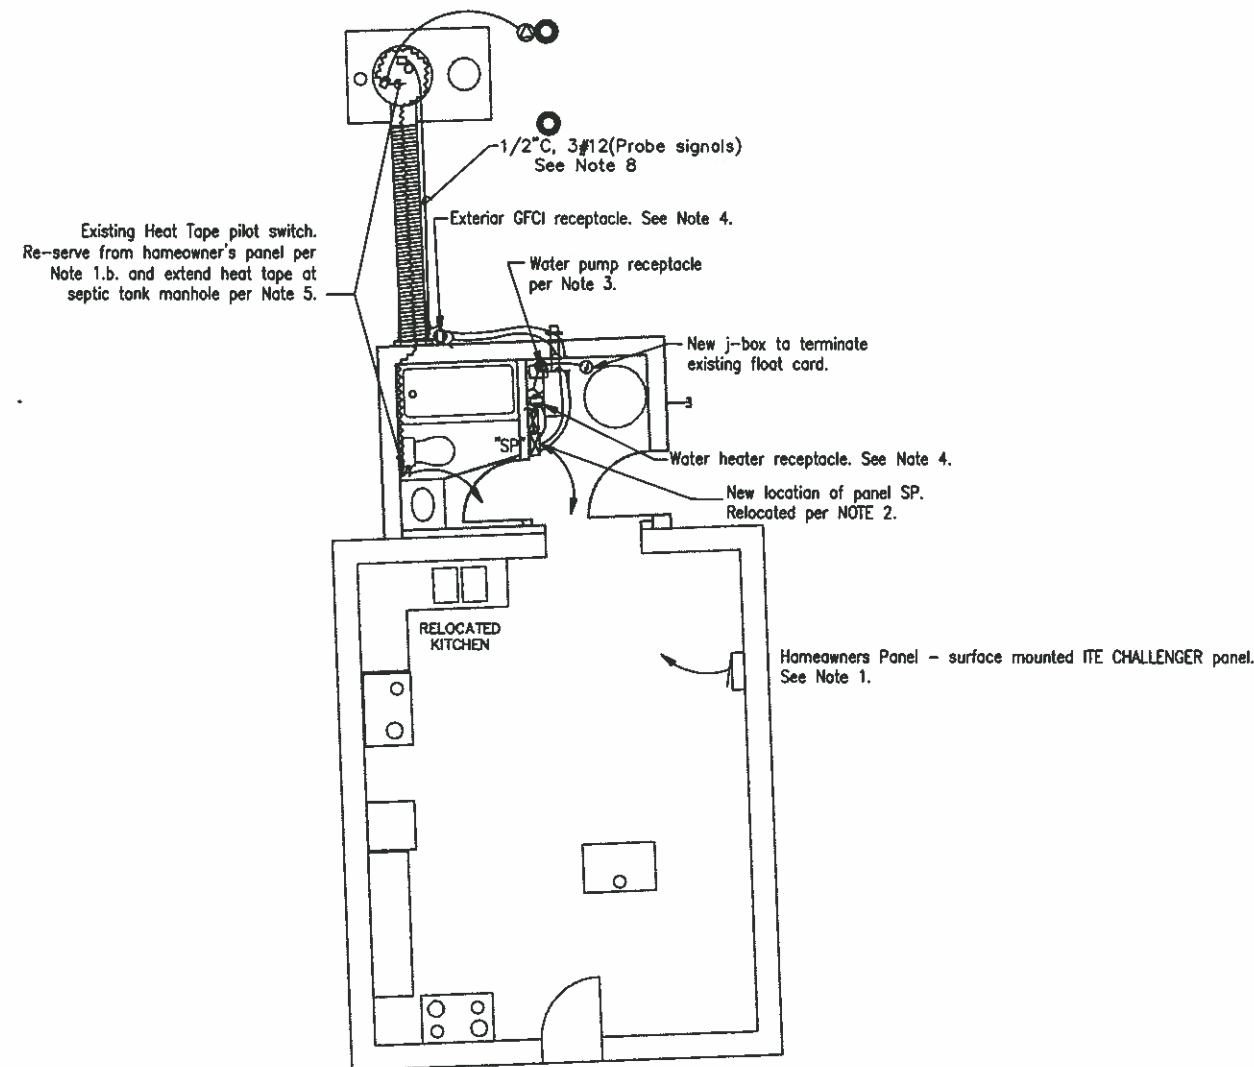 1/2"C, 3#12(Probe signals)
See Note 8
Exterior GFCI receptacle. See Note 4.
Existing Heat Tape pilot switch.
Re-serve from homeowner's panel per
Note 1.b. and extend heat tape at
septic tank manhole per Note 5.
Water pump receptacle
per Note 3.
New j-box to terminate
existing float card.
3
"SP"
Water heater receptacle. See Note 4.
New location of panel SP.
Relocated per NOTE 2.
RELOCATED
KITCHEN
Homeowners Panel - surface mounted ITE CHALLENGER panel.
See Note 1.